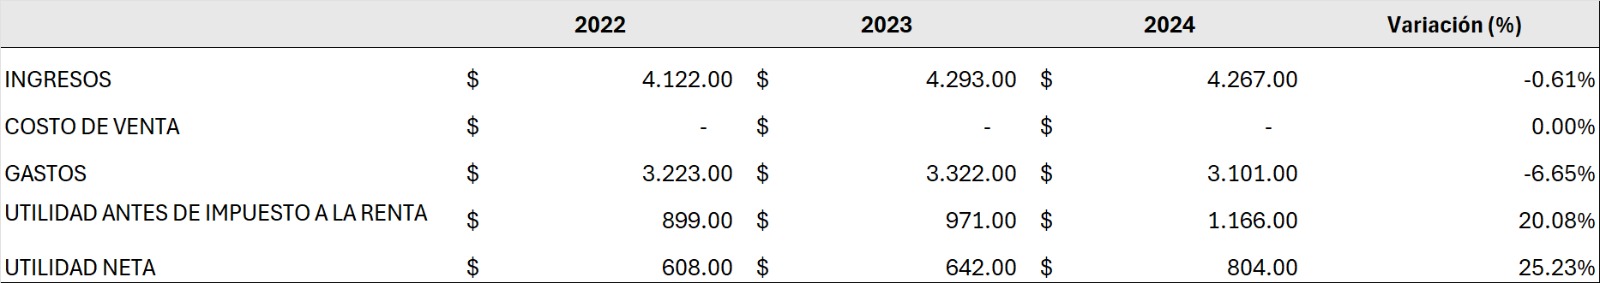 2022 2023 2024 Variación (%)
INGRESOS $ 4.122.00 $ 4.293.00 $ 4.267.00 -0.61%
COSTO DE VENTA $ - $ - $ - 0.00%
GASTOS $ 3.223.00 $ 3.322.00 $ 3.101.00 -6.65%
UTILIDAD ANTES DE IMPUESTO A LA RENTA $ 899.00 $ 971.00 $ 1.166.00 20.08%
UTILIDAD NETA $ 608.00 $ 642.00 $ 804.00 25.23%